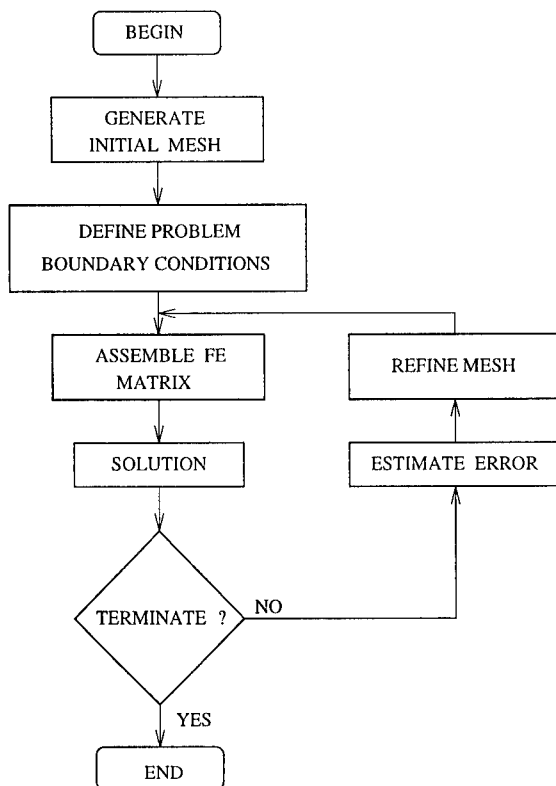 BEGIN
GENERATE
INITIAL MESH
DEFINE PROBLEM
BOUNDARY CONDITIONS
ASSEMBLE FE
MATRIX
REFINE MESH
SOLUTION
ESTIMATE ERROR
TERMINATE ?
NO
YES
END